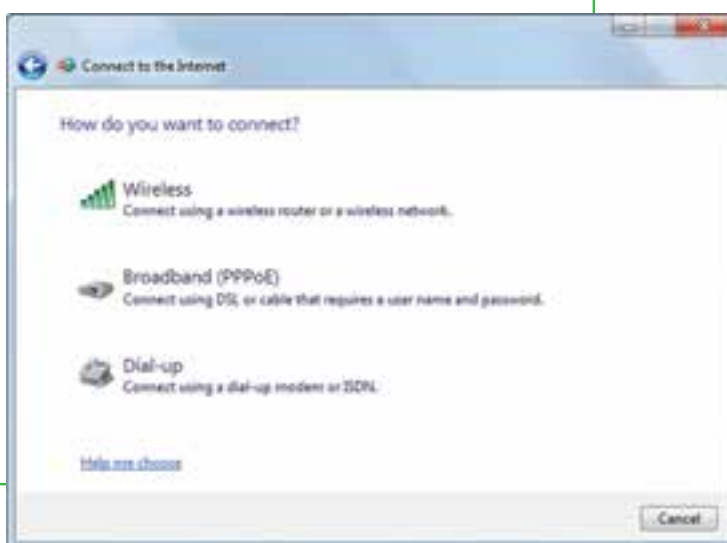 Connect to the Internet
How do you want to connect?
Wireless
Connect using a wireless router or a wireless network.
Broadband (PPPoE)
Connect using DSL or cable that requires a user name and password.
Dial-up
Connect using a dial-up modem or ISDN.
Help me choose
Cancel